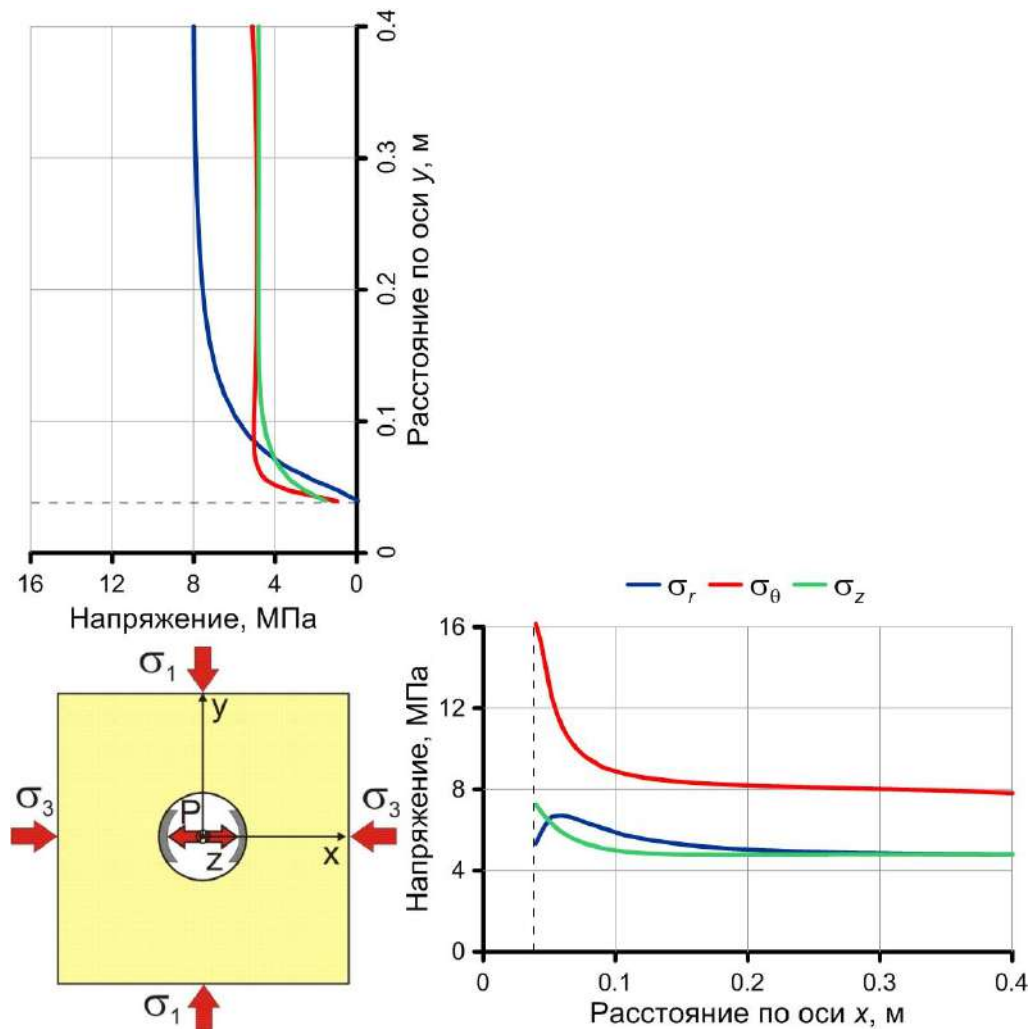 0.4
0.3
0.2
0.1
0
Расстояние по оси y, м
16 12 8 4 0
Напряжение, МПа
σ1
y
σ3
P
σ3
z
x
σ1
σr σθ σz
16
12
8
4
0
Напряжение, МПа
0 0.1 0.2 0.3 0.4
Расстояние по оси x, м